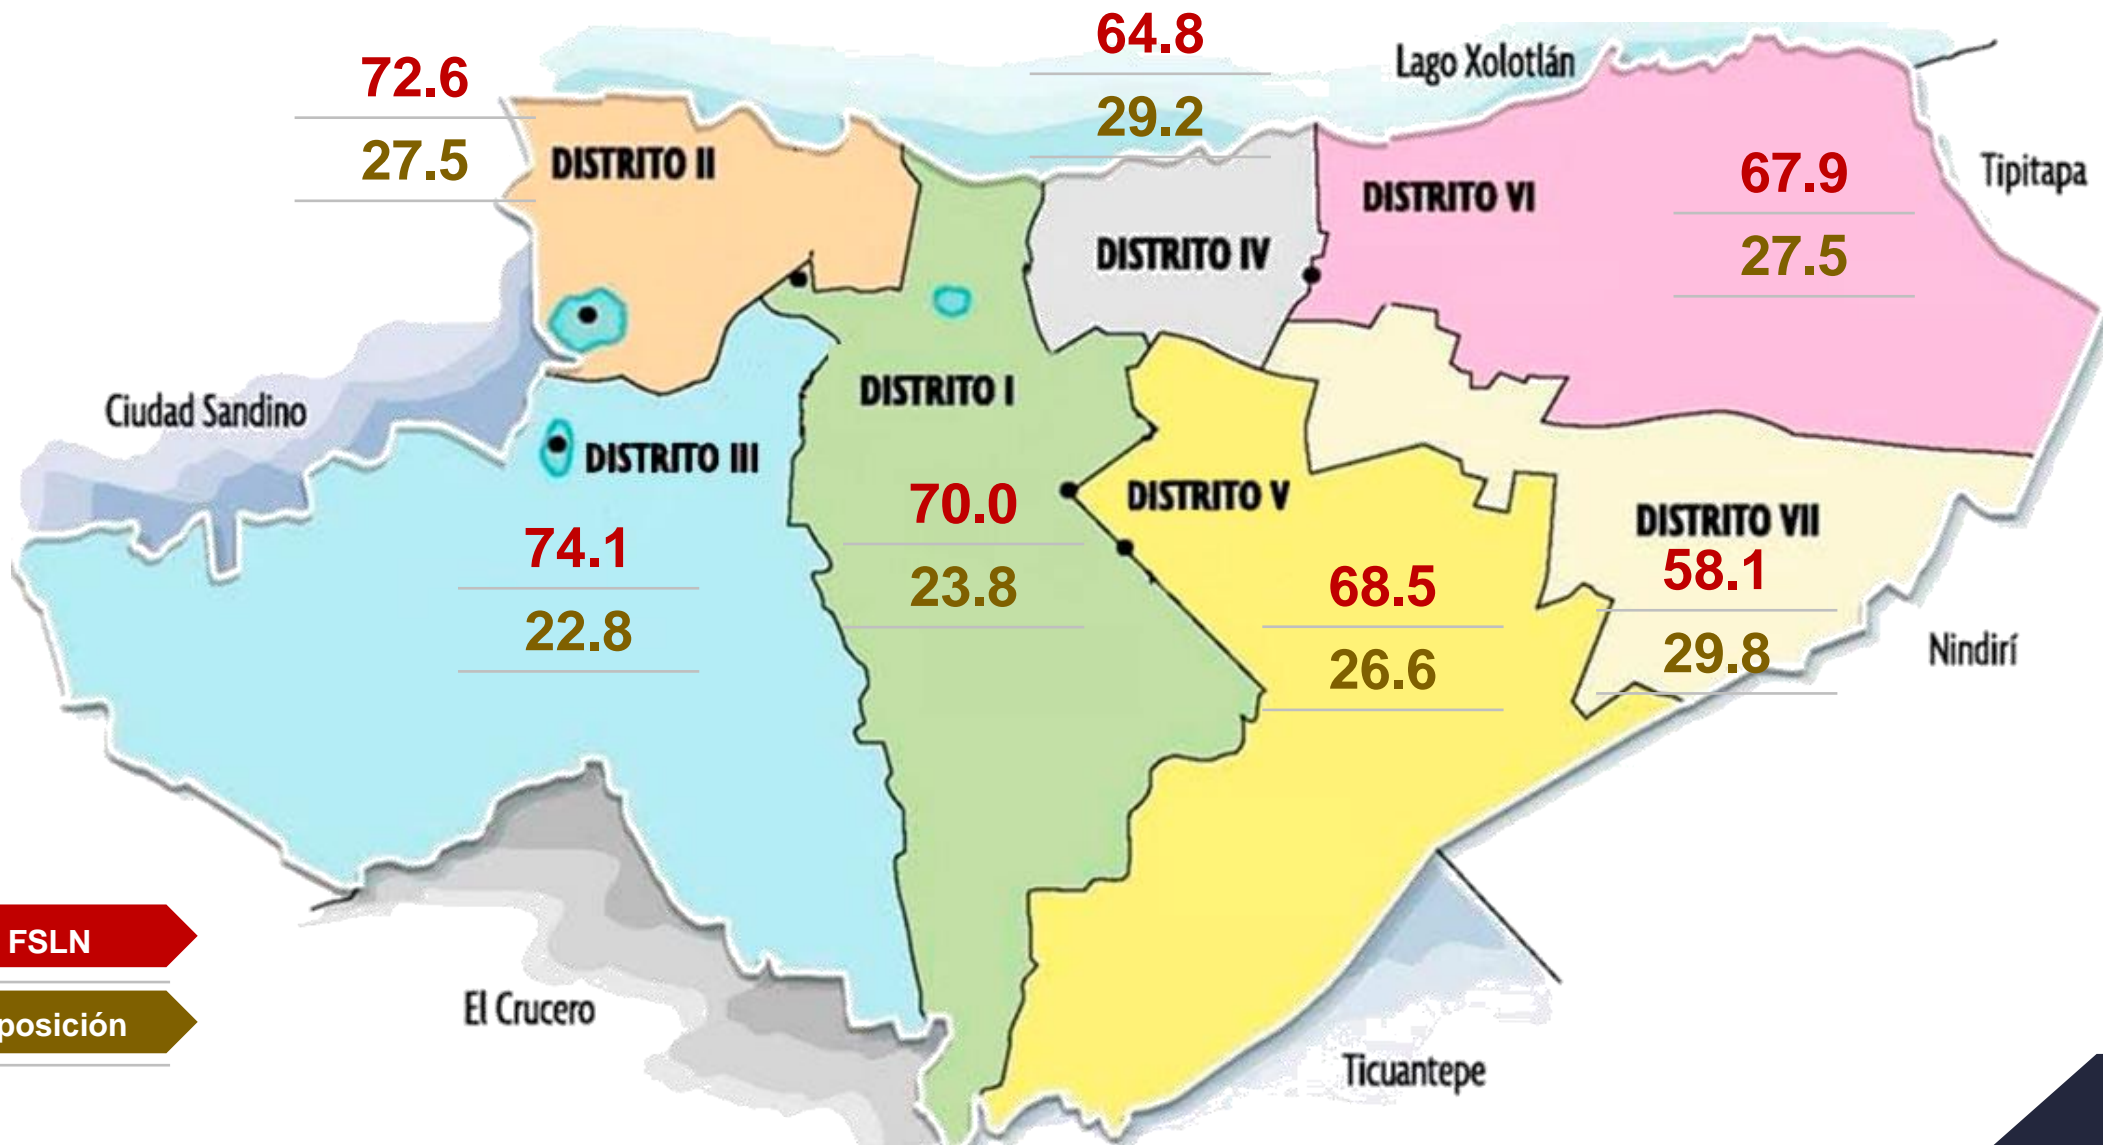 64.8
29.2
Lago Xolotlán
72.6
27.5
DISTRITO II
DISTRITO VI
67.9
27.5
Tipitapa
DISTRITO IV
Ciudad Sandino
DISTRITO I
DISTRITO III
DISTRITO V
DISTRITO VII
74.1
22.8
70.0
23.8
68.5
26.6
58.1
29.8
Nindirí
FSLN
posición
El Crucero
Ticuantepe